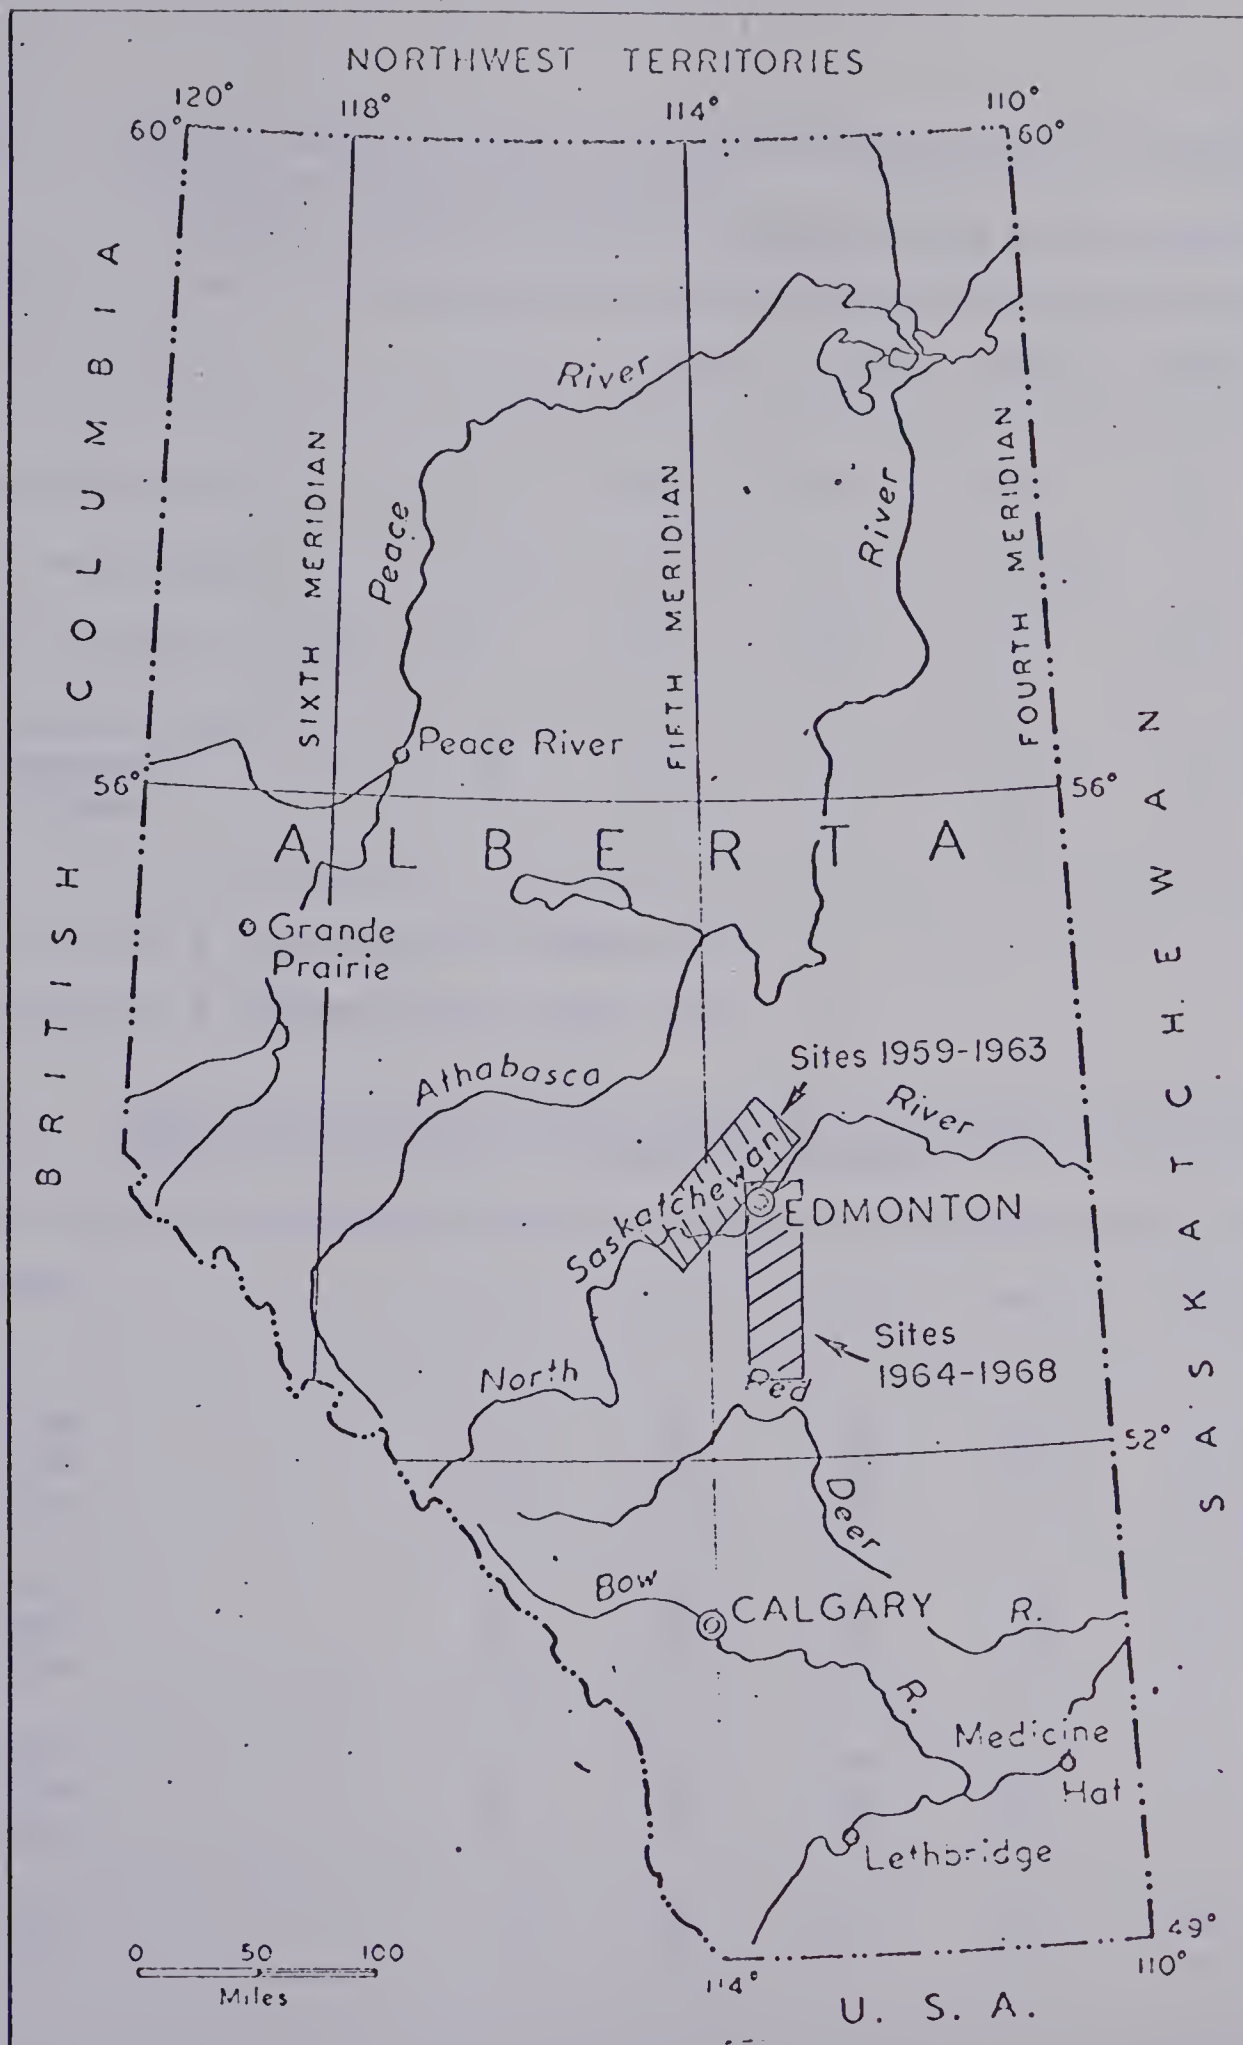 NORTHWEST TERRITORIES
120°
118°
114°
110°
60°
60°
BRITISH COLUMBIA
SIXTH MERIDIAN
FIFTH MERIDIAN
FOURTH MERIDIAN
SASKATCHEWAN
Peace River
River
Peace River
56°
56°
ALBERTA
Grande
Prairie
Athabasca
Sites 1959-1963
North Saskatchewan River
EDMONTON
Sites
1964-1968
Red Deer R.
52°
Bow R.
CALGARY
Medicine
Hat
Lethbridge
49°
110°
114°
0 50 100
Miles
U. S. A.